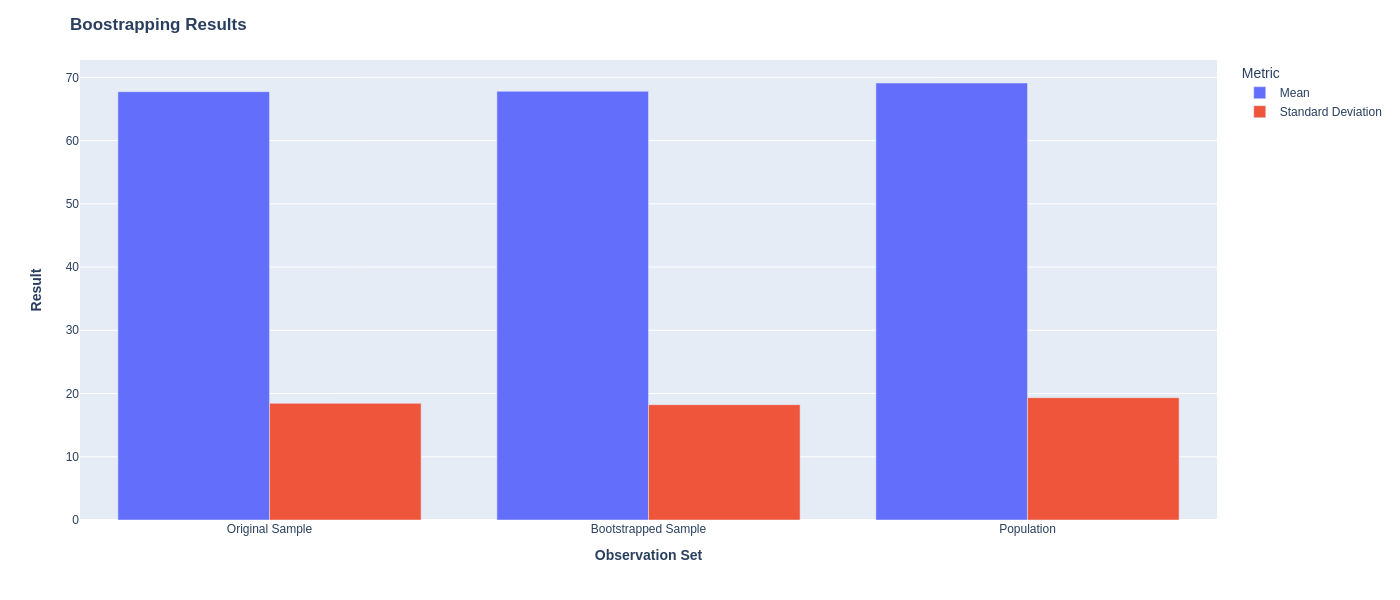 Boostrapping Results
Metric
Mean
Standard Deviation
Result
70
60
50
40
30
20
10
0
Original Sample
Bootstrapped Sample
Population
Observation Set